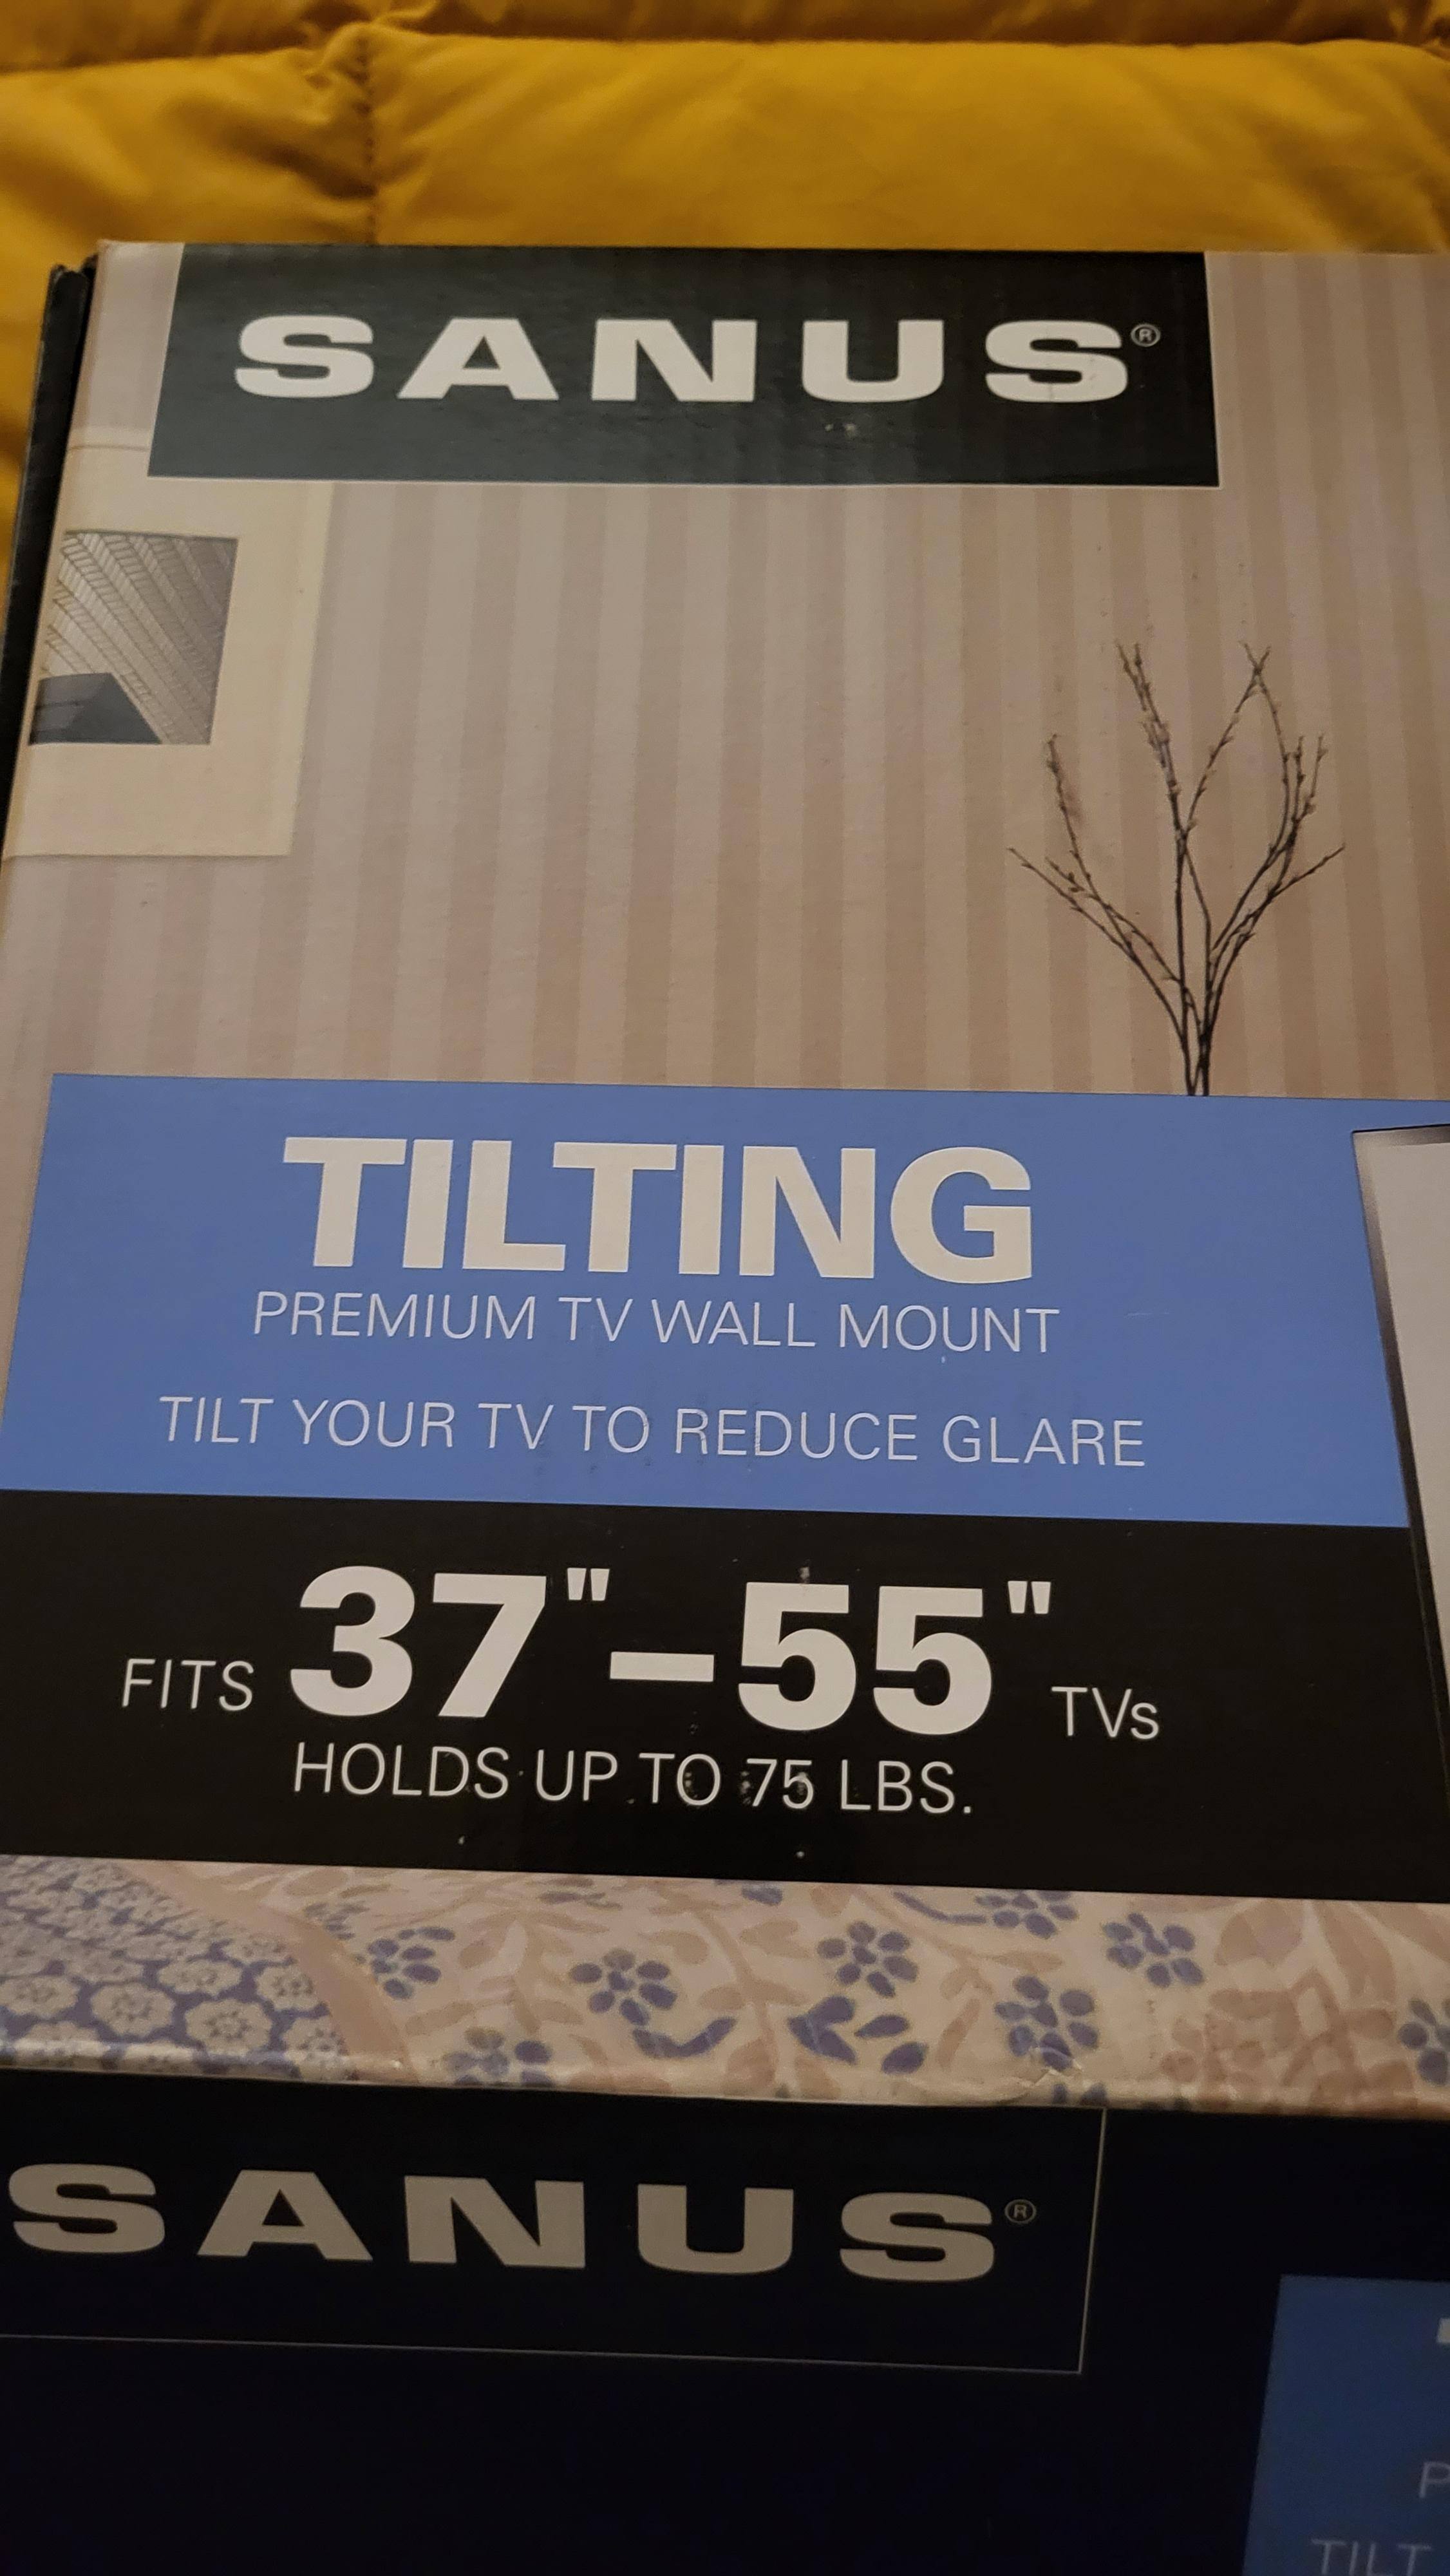 SANUS®
TILTING
PREMIUM TV WALL MOUNT
TILT YOUR TV TO REDUCE GLARE
FITS 37"–55" TVs
HOLDS UP TO 75 LBS.
SANUS®
TILT